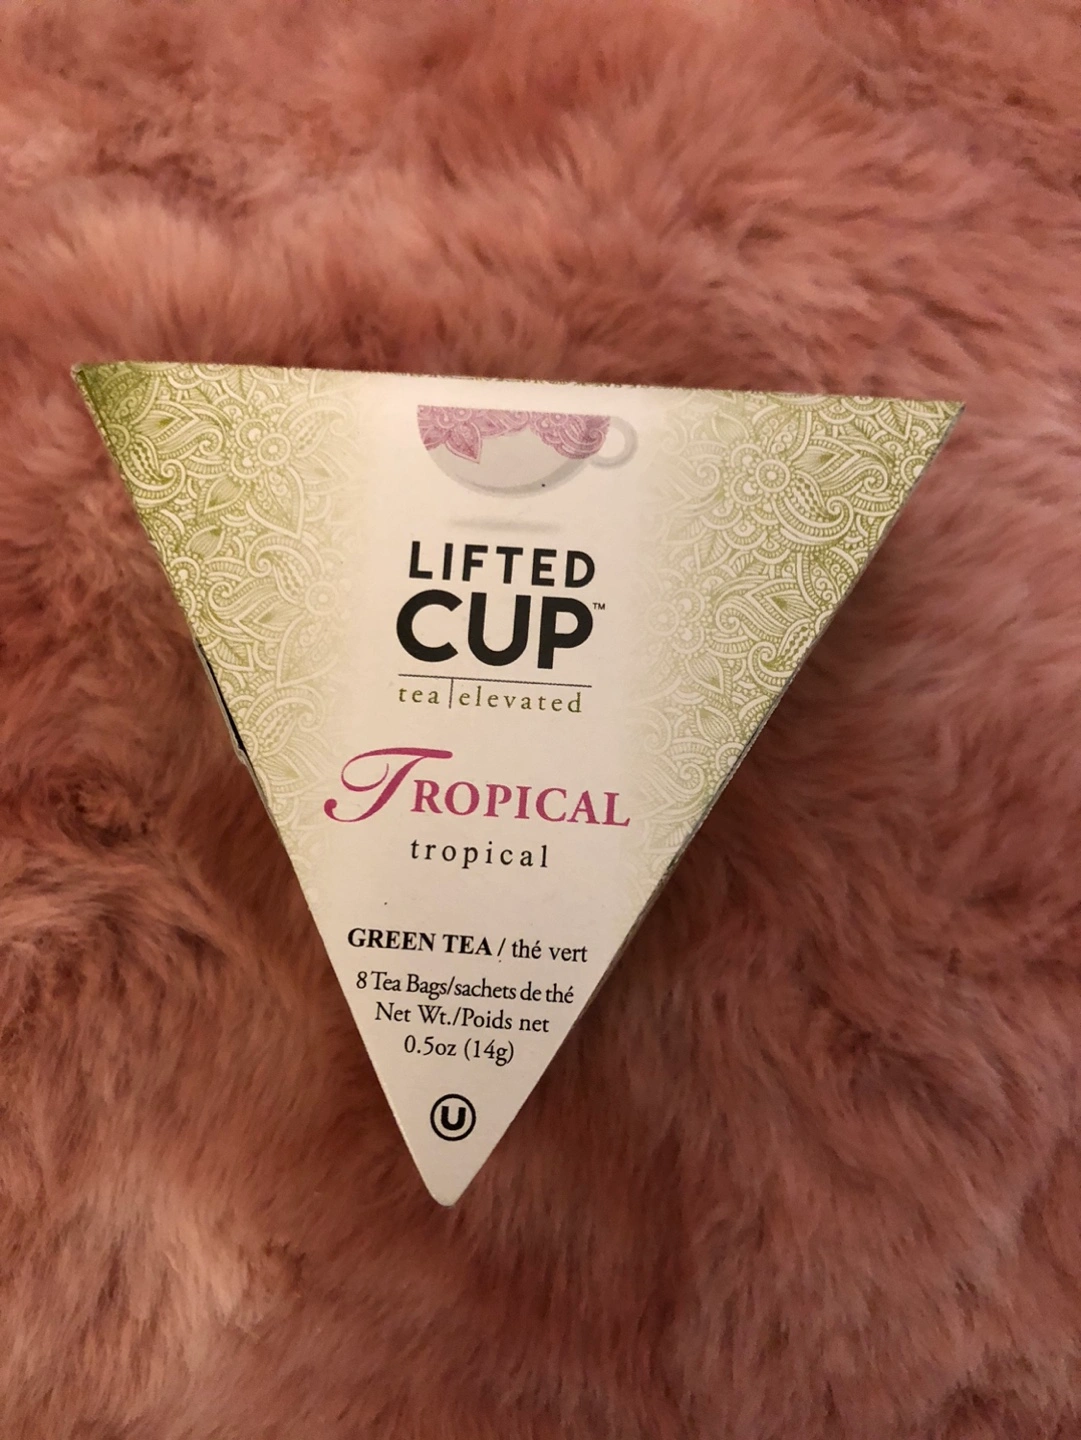 LIFTED
CUP™
tea elevated
TROPICAL
tropical
GREEN TEA / thé vert
8 Tea Bags/sachets de thé
Net Wt./Poids net
0.5oz (14g)
U